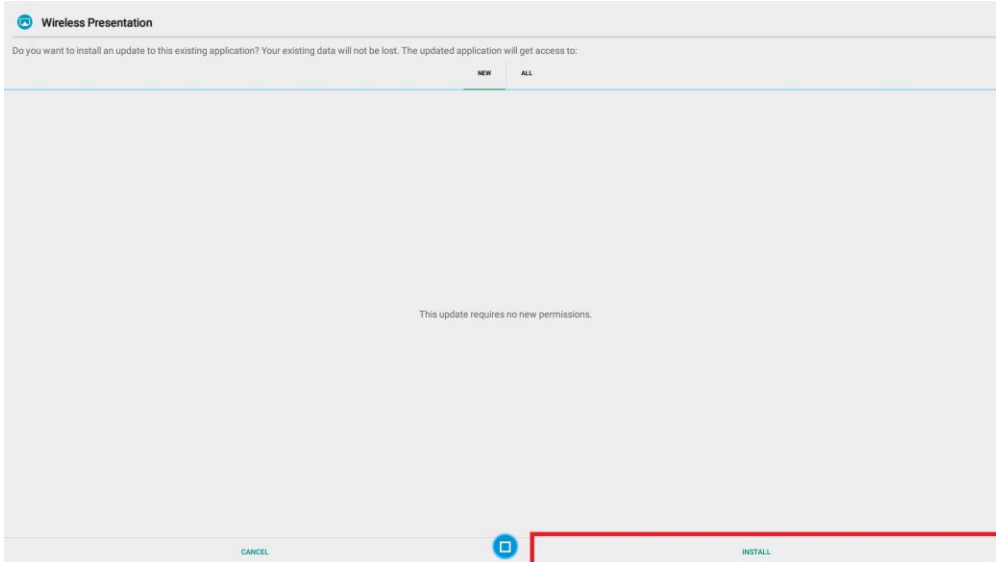 Wireless Presentation
Do you want to install an update to this existing application? Your existing data will not be lost. The updated application will get access to:
NEW ALL
This update requires no new permissions.
CANCEL INSTALL